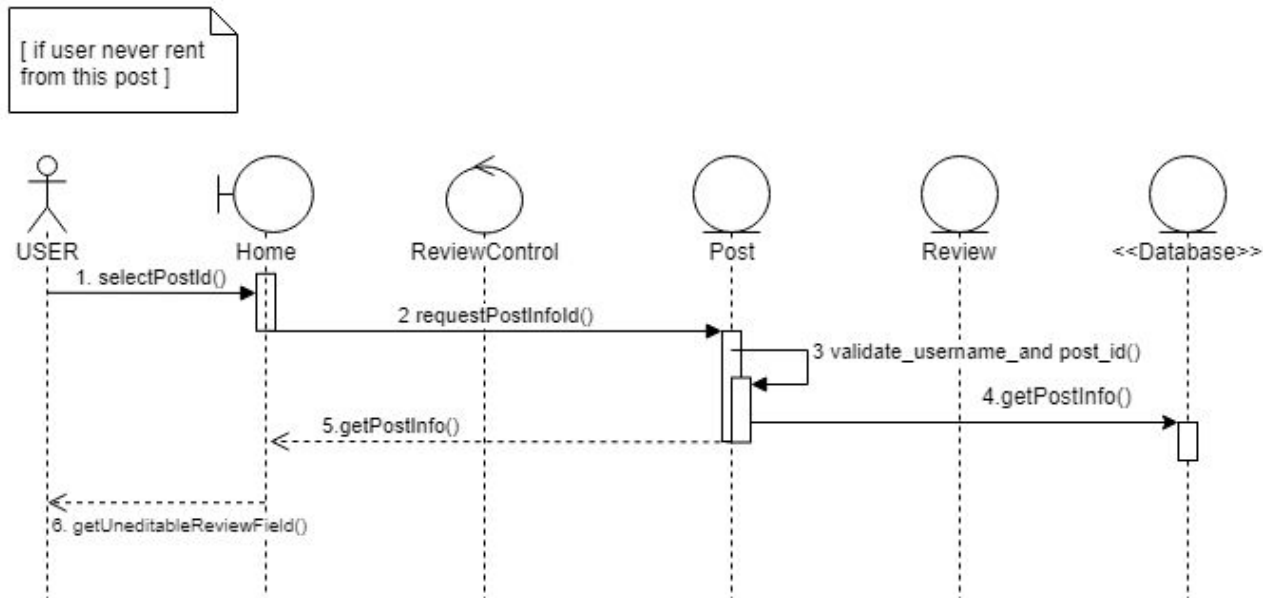 [ if user never rent
from this post ]
USER
Home
ReviewControl
Post
Review
<<Database>>
1. selectPostId()
2 requestPostInfoId()
3 validate_username_and post_id()
4.getPostInfo()
5.getPostInfo()
6. getUneditableReviewField()